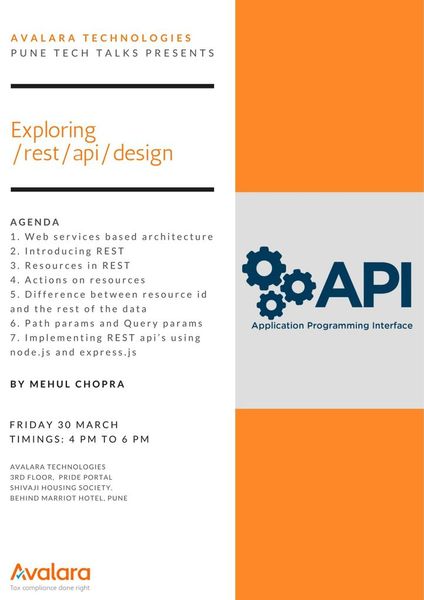 AVALARA TECHNOLOGIES
PUNE TECH TALKS PRESENTS
Exploring
/rest/api/design
AGENDA
1. Web services based architecture
2. Introducing REST
3. Resources in REST
4. Actions on resources
5. Difference between resource id
and the rest of the data
6. Path params and Query params
7. Implementing REST api's using
node.js and express.js
BY MEHUL CHOPRA
FRIDAY 30 MARCH
TIMINGS: 4 PM TO 6 PM
AVALARA TECHNOLOGIES
3RD FLOOR, PRIDE PORTAL
SHIVAJI HOUSING SOCIETY.
BEHIND MARRIOT HOTEL. PUNE
API
Application Programming Interface
Avalara
Tax compliance done right